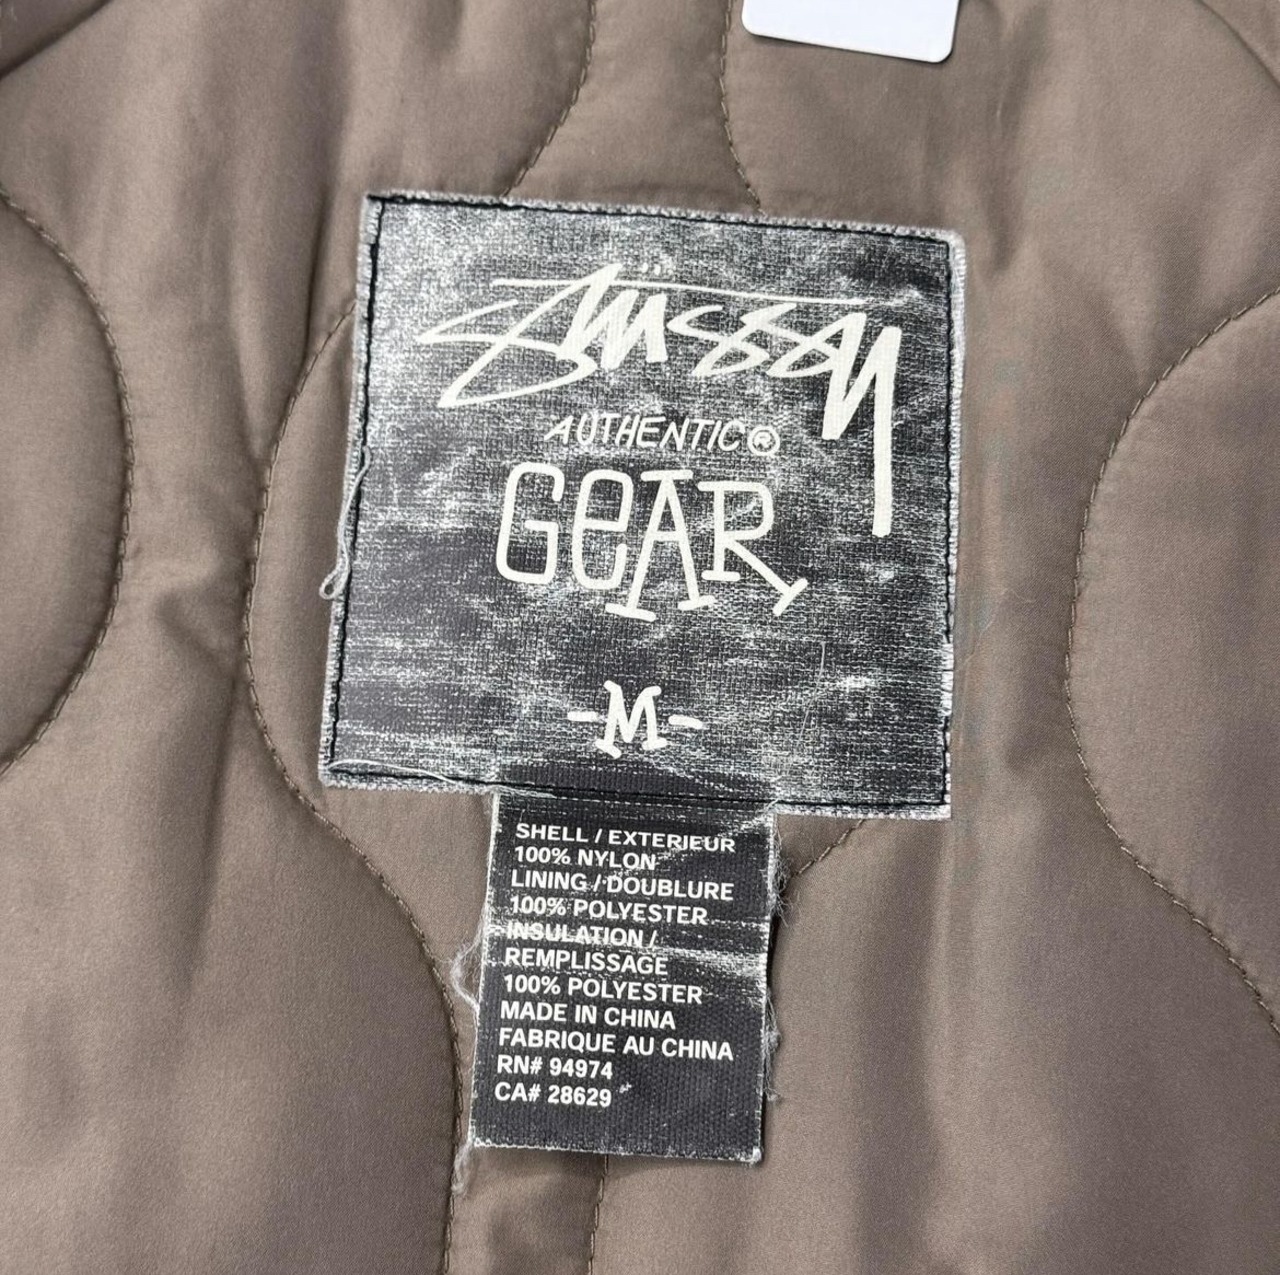 Stüssy
AUTHENTIC®
GeAR
-M-
SHELL / EXTERIEUR
100% NYLON
LINING / DOUBLURE
100% POLYESTER
INSULATION /
REMPLISSAGE
100% POLYESTER
MADE IN CHINA
FABRIQUE AU CHINA
RN# 94974
CA# 28629